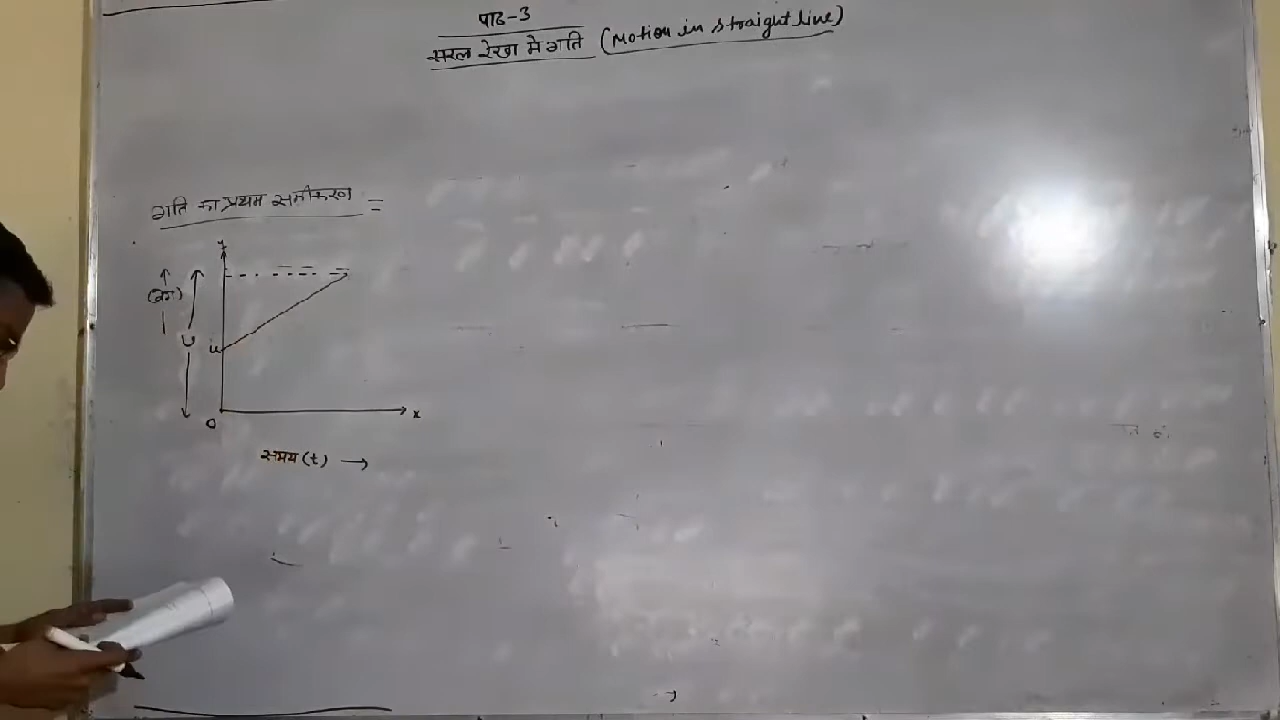 पाठ-3
सरल रेखा मे गति (Motion in straight line)
गति का प्रथम समीकरण =
y
(वेग)
υ
u
O
x
समय (t) →